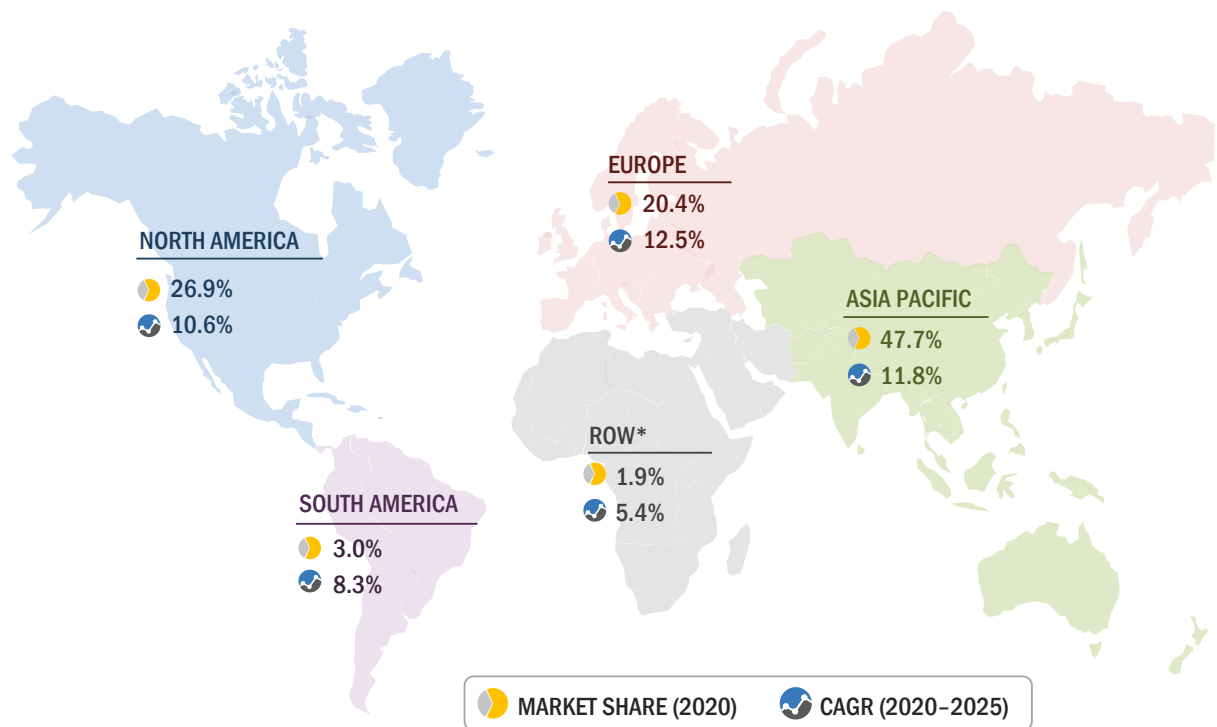 EUROPE
20.4%
12.5%
NORTH AMERICA
26.9%
10.6%
ASIA PACIFIC
47.7%
11.8%
ROW*
1.9%
5.4%
SOUTH AMERICA
3.0%
8.3%
MARKET SHARE (2020) CAGR (2020–2025)